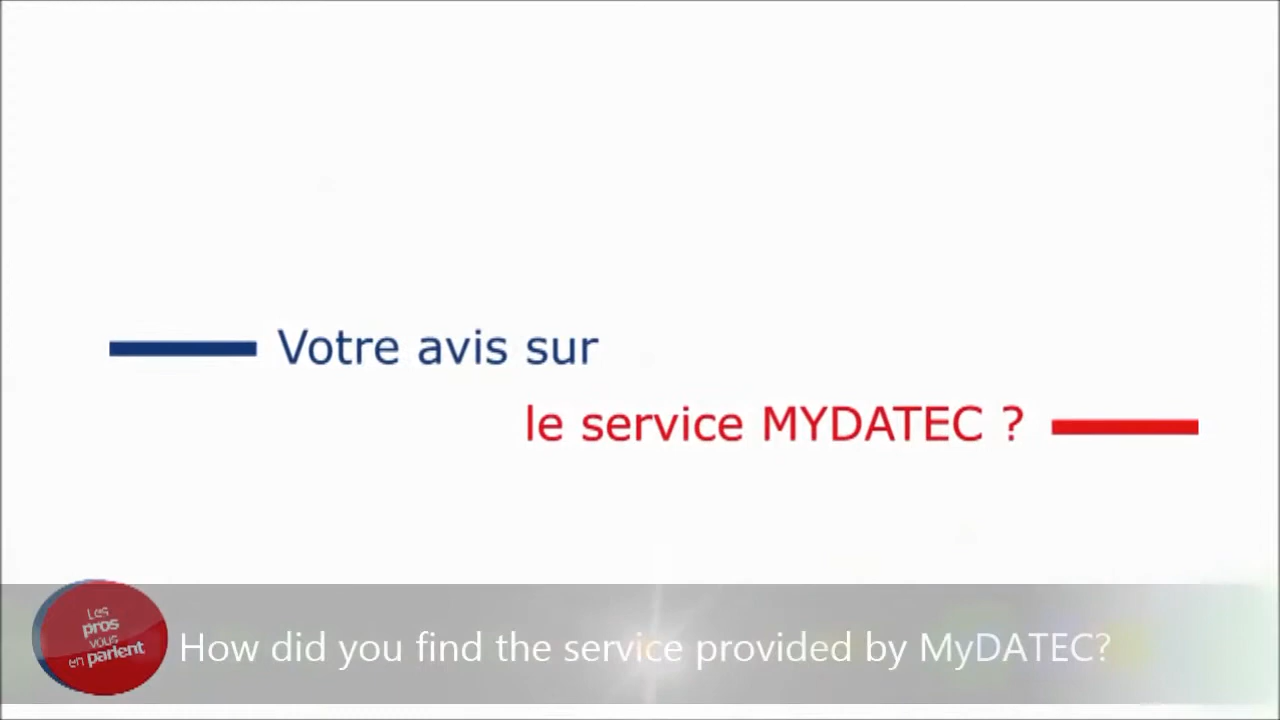 Votre avis sur
le service MYDATEC ?
Les
pros
vous
en parlent
How did you find the service provided by MyDATEC?